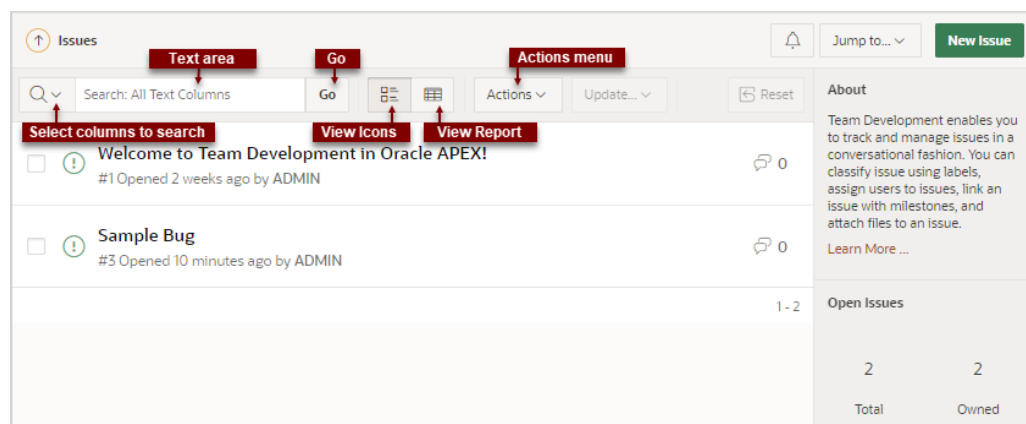 Issues
Jump to...
New Issue
Text area
Go
Actions menu
Search: All Text Columns
Go
Actions
Update...
Reset
Select columns to search
View Icons
View Report
Welcome to Team Development in Oracle APEX!
#1 Opened 2 weeks ago by ADMIN
0
Sample Bug
#3 Opened 10 minutes ago by ADMIN
0
1 - 2
About
Team Development enables you
to track and manage issues in a
conversational fashion. You can
classify issue using labels,
assign users to issues, link an
issue with milestones, and
attach files to an issue.
Learn More ...
Open Issues
2 2
Total Owned